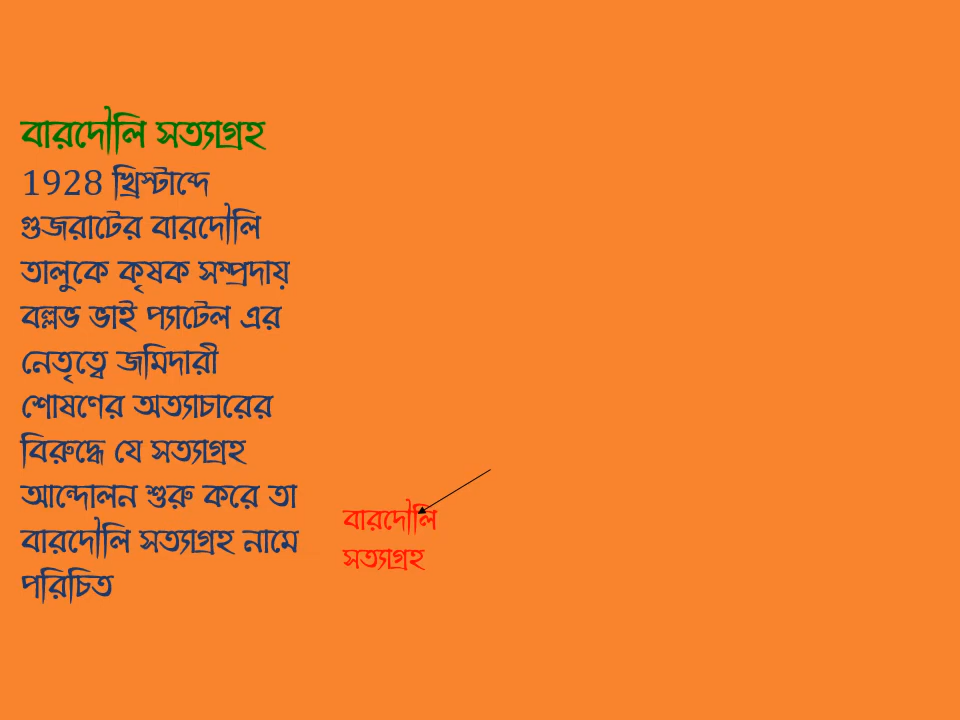 বারদৌলি সত্যাগ্রহ
1928 খ্রিস্টাব্দে
গুজরাটের বারদৌলি
তালুকে কৃষক সম্প্রদায়
বল্লভ ভাই প্যাটেল এর
নেতৃত্বে জমিদারী
শোষণের অত্যাচারের
বিরুদ্ধে যে সত্যাগ্রহ
আন্দোলন শুরু করে তা
বারদৌলি সত্যাগ্রহ নামে
পরিচিত
বারদৌলি
সত্যাগ্রহ